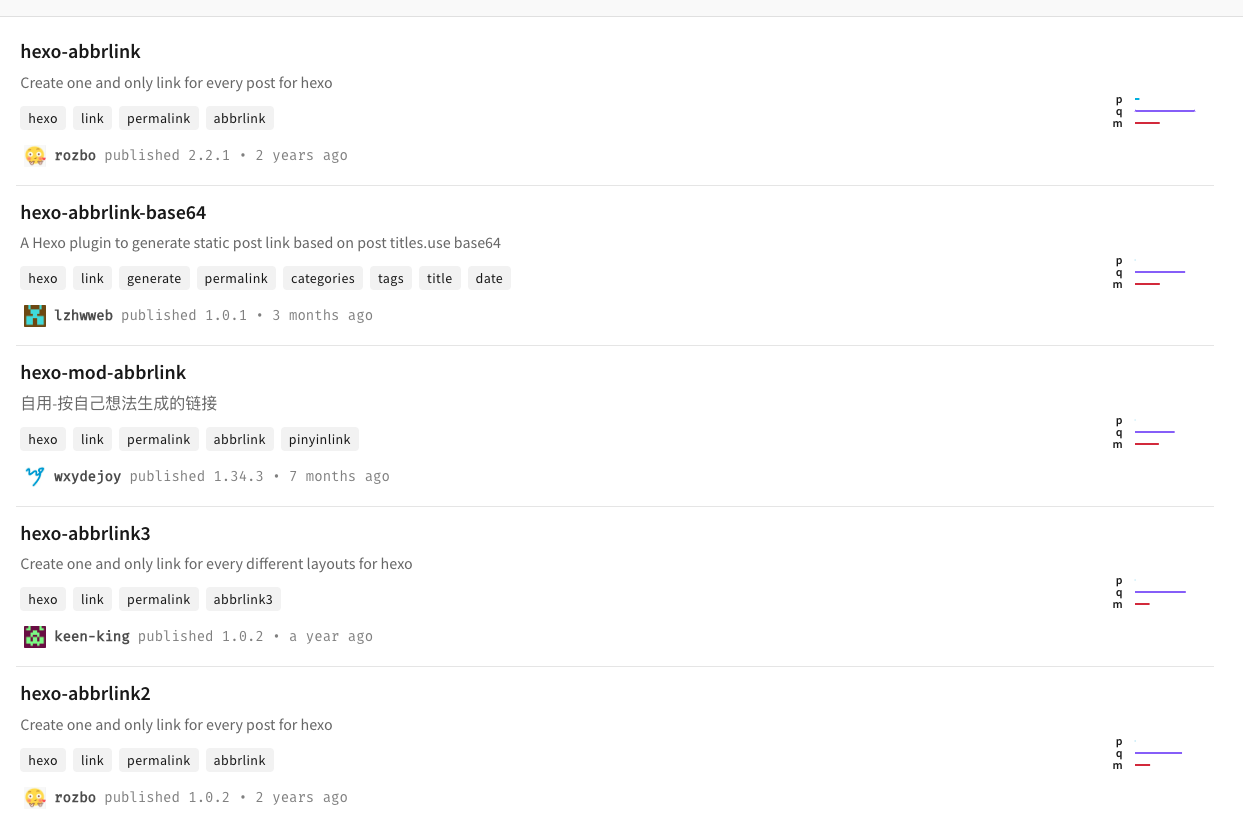 hexo-abbrlink
Create one and only link for every post for hexo
hexo link permalink abbrlink
rozbo published 2.2.1 • 2 years ago
p
q
m
hexo-abbrlink-base64
A Hexo plugin to generate static post link based on post titles.use base64
hexo link generate permalink categories tags title date
lzhwweb published 1.0.1 • 3 months ago
p
q
m
hexo-mod-abbrlink
自用-按自己想法生成的链接
hexo link permalink abbrlink pinyinlink
wxydejoy published 1.34.3 • 7 months ago
p
q
m
hexo-abbrlink3
Create one and only link for every different layouts for hexo
hexo link permalink abbrlink3
keen-king published 1.0.2 • a year ago
p
q
m
hexo-abbrlink2
Create one and only link for every post for hexo
hexo link permalink abbrlink
rozbo published 1.0.2 • 2 years ago
p
q
m